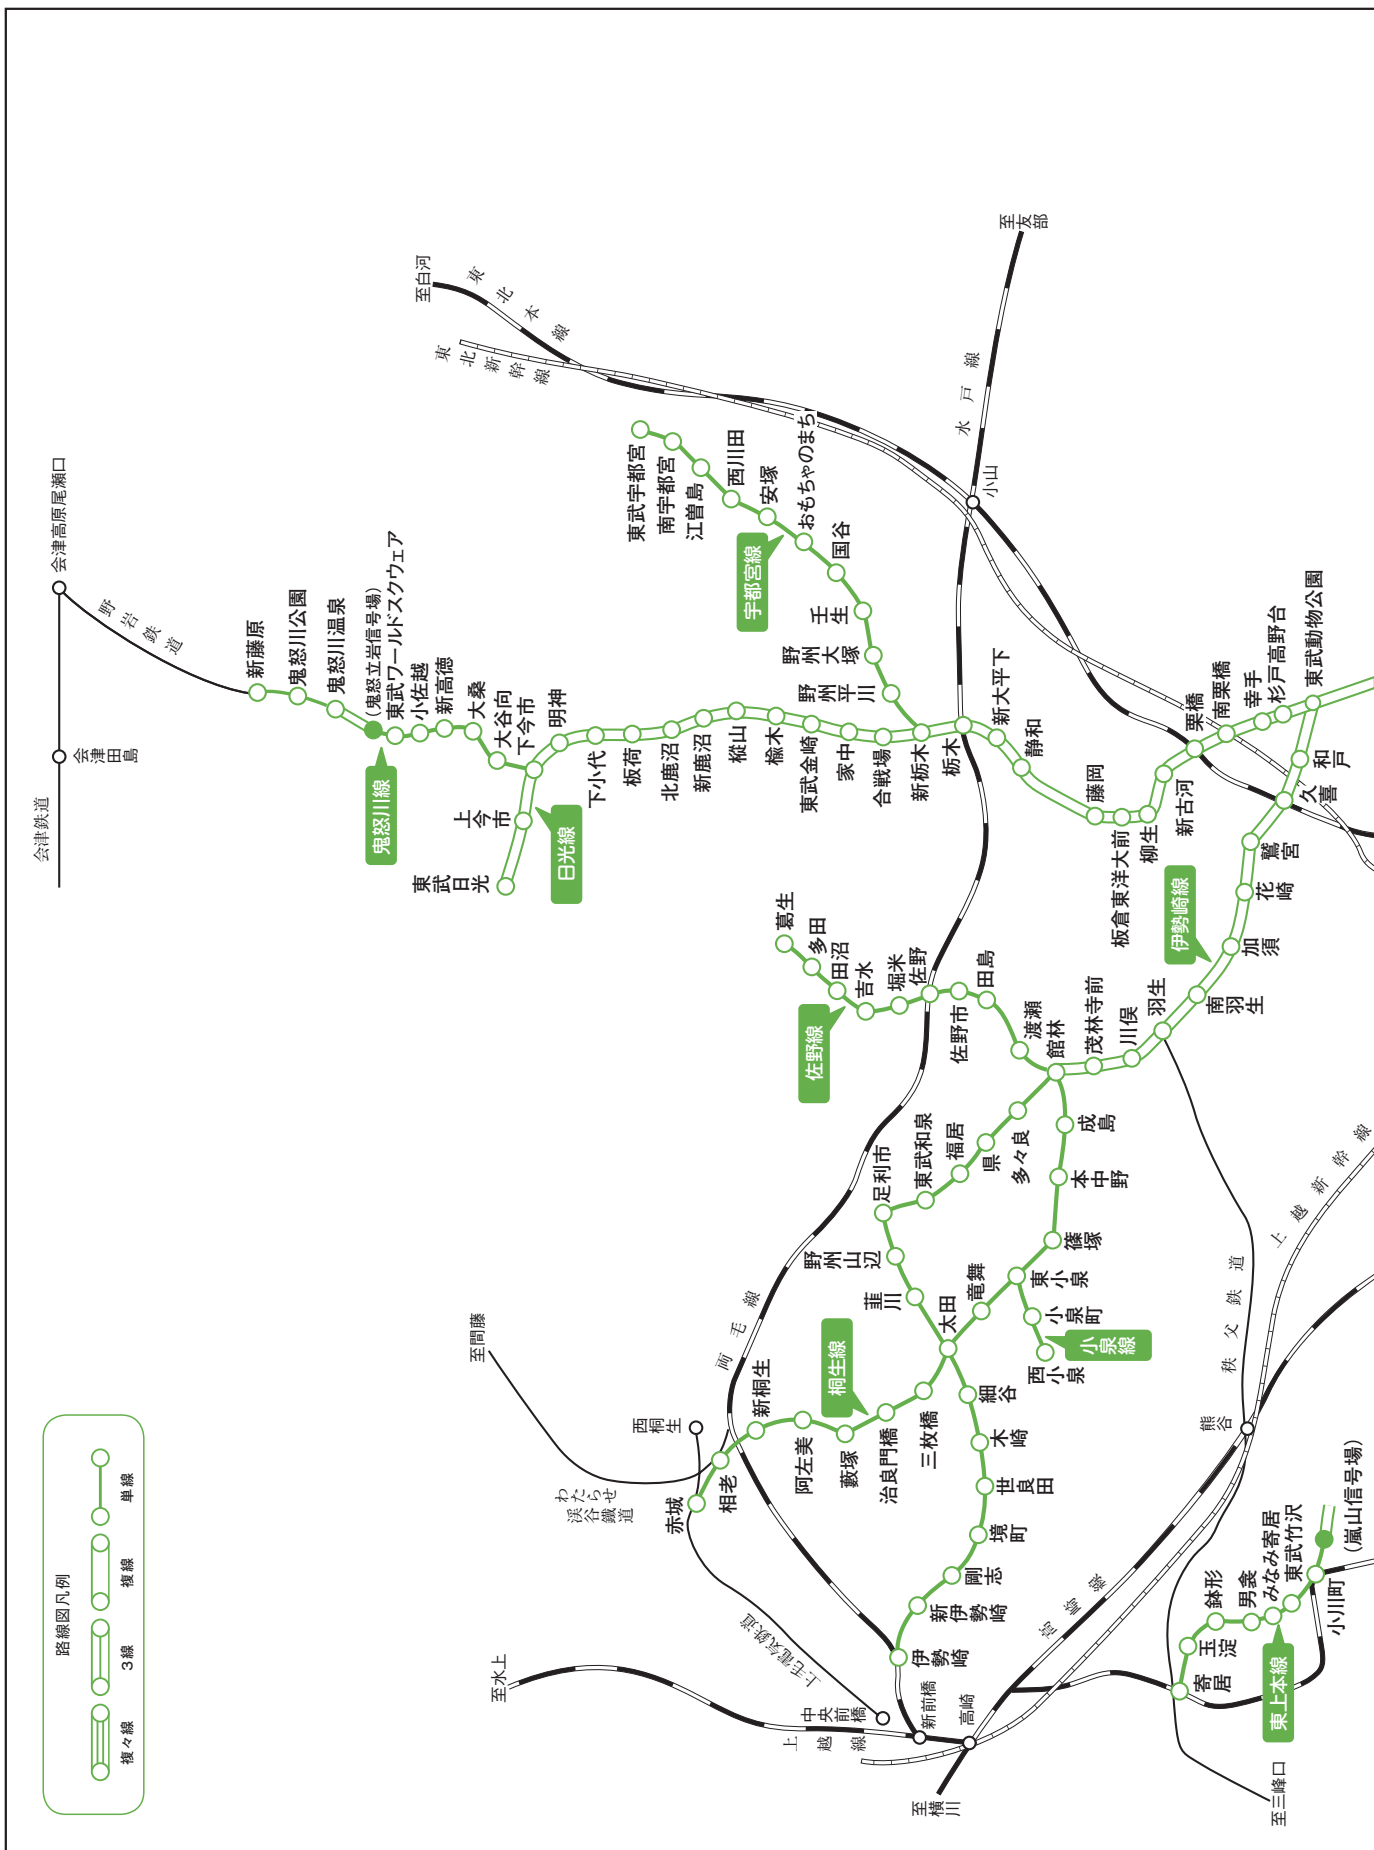 路線図凡例
複々線
3線
複線
単線
会津鉄道
会津田島
会津高原尾瀬口
野岩鉄道
新藤原
鬼怒川公園
鬼怒川温泉
(鬼怒立岩信号場)
東武ワールドスクウェア
小佐越
新高徳
大桑
大谷向
下今市
鬼怒川線
上今市
東武日光
日光線
明神
下小代
板荷
北鹿沼
新鹿沼
樅山
楡木
東武金崎
家中
合戦場
新栃木
栃木
新大平下
静和
藤岡
板倉東洋大前
柳生
新古河
栗橋
南栗橋
幸手
杉戸高野台
東武動物公園
東武宇都宮
南宇都宮
江曽島
西川田
安塚
おもちゃのまち
国谷
壬生
野州大塚
野州平川
宇都宮線
至白河
東北本線
東北新幹線
至友部
水戸線
小山
和戸
久喜
鷲宮
花崎
加須
南羽生
羽生
川俣
茂林寺前
館林
伊勢崎線
葛生
多田
田沼
吉水
堀米
佐野
佐野市
田島
渡瀬
佐野線
多々良
県
福居
東武和泉
足利市
野州山辺
韮川
太田
細谷
木崎
世良田
境町
剛志
新伊勢崎
伊勢崎
成島
本中野
篠塚
東小泉
小泉町
西小泉
小泉線
竜舞
三枚橋
治良門橋
藪塚
阿左美
新桐生
相老
赤城
桐生線
両毛線
至間藤
わたらせ
渓谷鐵道
西桐生
上毛電気鉄道
中央前橋
至水上
上越線
新前橋
高崎
至横川
高崎線
上越新幹線
秩父鉄道
熊谷
至三峰口
寄居
玉淀
鉢形
男衾
みなみ寄居
東武竹沢
小川町
(嵐山信号場)
東上本線